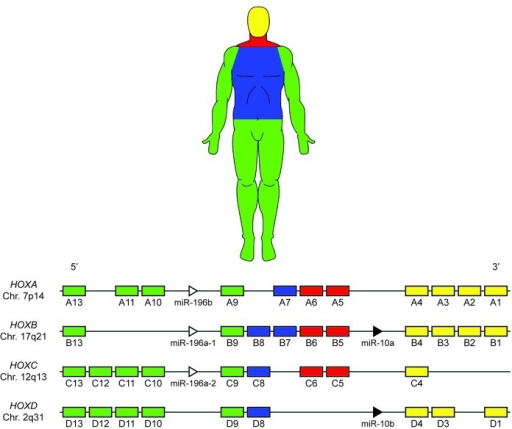 5' 3'
HOXA
Chr. 7p14
A13 A11 A10 miR-196b A9 A7 A6 A5 A4 A3 A2 A1
HOXB
Chr. 17q21
B13 miR-196a-1 B9 B8 B7 B6 B5 miR-10a B4 B3 B2 B1
HOXC
Chr. 12q13
C13 C12 C11 C10 miR-196a-2 C9 C8 C6 C5 C4
HOXD
Chr. 2q31
D13 D12 D11 D10 D9 D8 miR-10b D4 D3 D1